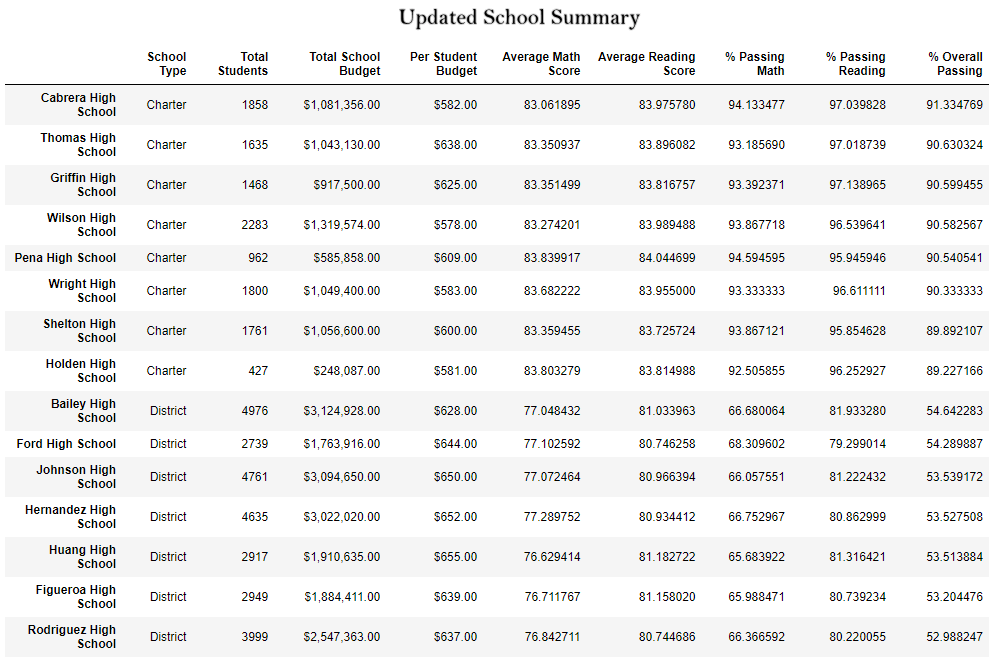 Updated School Summary
School Type Total Students Total School Budget Per Student Budget Average Math Score Average Reading Score % Passing Math % Passing Reading % Overall Passing
Cabrera High School Charter 1858 $1,081,356.00 $582.00 83.061895 83.975780 94.133477 97.039828 91.334769
Thomas High School Charter 1635 $1,043,130.00 $638.00 83.350937 83.896082 93.185690 97.018739 90.630324
Griffin High School Charter 1468 $917,500.00 $625.00 83.351499 83.816757 93.392371 97.138965 90.599455
Wilson High School Charter 2283 $1,319,574.00 $578.00 83.274201 83.989488 93.867718 96.539641 90.582567
Pena High School Charter 962 $585,858.00 $609.00 83.839917 84.044699 94.594595 95.945946 90.540541
Wright High School Charter 1800 $1,049,400.00 $583.00 83.682222 83.955000 93.333333 96.611111 90.333333
Shelton High School Charter 1761 $1,056,600.00 $600.00 83.359455 83.725724 93.867121 95.854628 89.892107
Holden High School Charter 427 $248,087.00 $581.00 83.803279 83.814988 92.505855 96.252927 89.227166
Bailey High School District 4976 $3,124,928.00 $628.00 77.048432 81.033963 66.680064 81.933280 54.642283
Ford High School District 2739 $1,763,916.00 $644.00 77.102592 80.746258 68.309602 79.299014 54.289887
Johnson High School District 4761 $3,094,650.00 $650.00 77.072464 80.966394 66.057551 81.222432 53.539172
Hernandez High School District 4635 $3,022,020.00 $652.00 77.289752 80.934412 66.752967 80.862999 53.527508
Huang High School District 2917 $1,910,635.00 $655.00 76.629414 81.182722 65.683922 81.316421 53.513884
Figueroa High School District 2949 $1,884,411.00 $639.00 76.711767 81.158020 65.988471 80.739234 53.204476
Rodriguez High School District 3999 $2,547,363.00 $637.00 76.842711 80.744686 66.366592 80.220055 52.988247